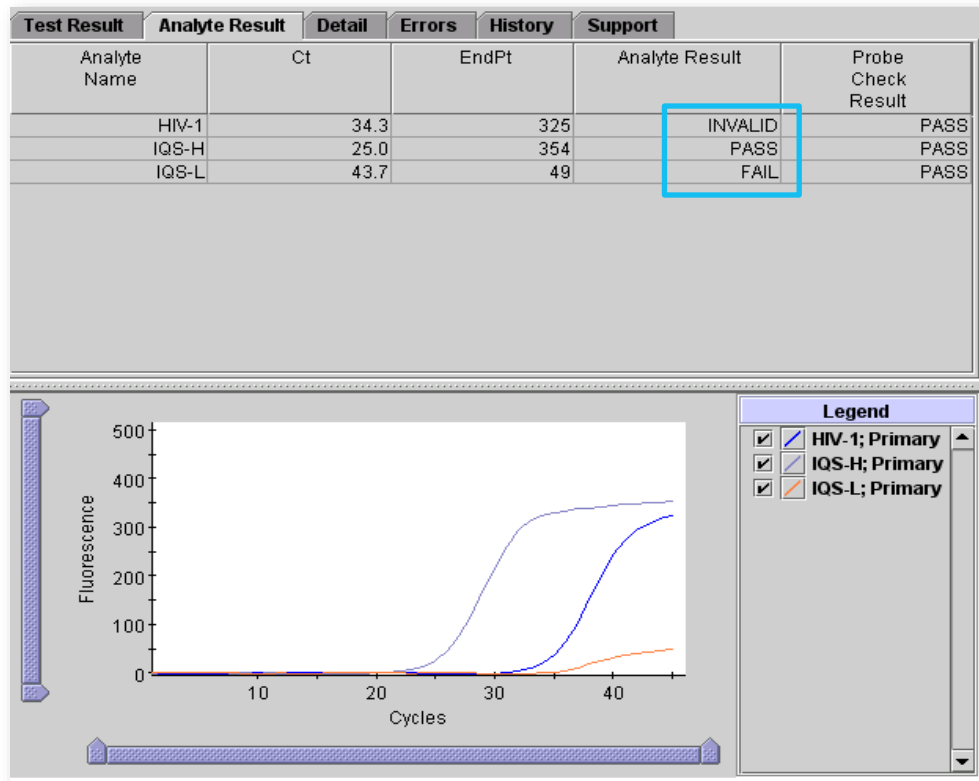 Test Result Analyte Result Detail Errors History Support
Analyte Name Ct EndPt Analyte Result Probe Check Result
HIV-1 34.3 325 INVALID PASS
IQS-H 25.0 354 PASS PASS
IQS-L 43.7 49 FAIL PASS
Legend
HIV-1; Primary
IQS-H; Primary
IQS-L; Primary
500
400
300
200
100
0
Fluorescence
10 20 30 40
Cycles